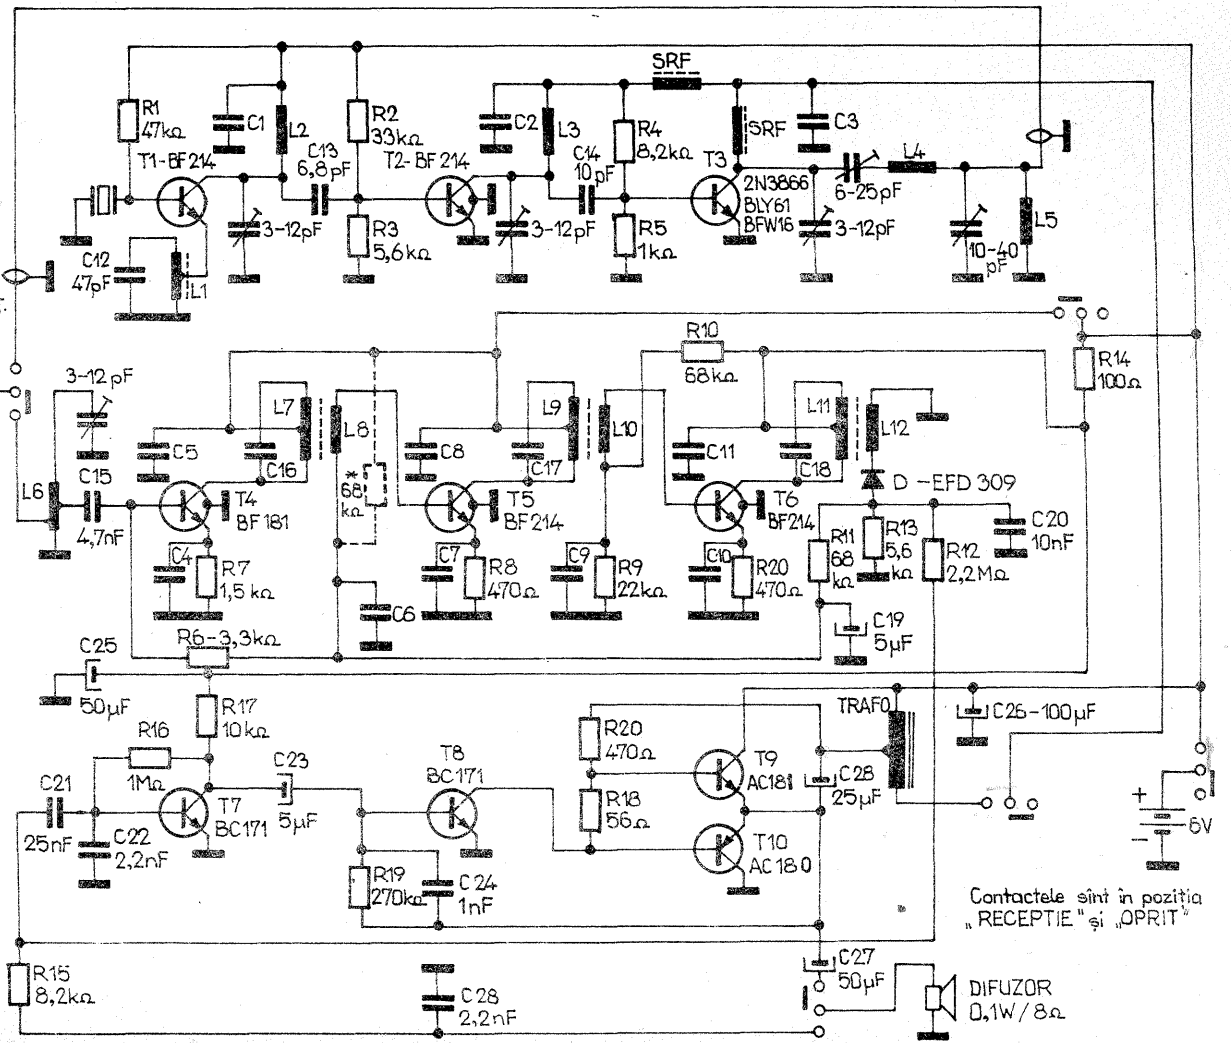 SRF
R1
47kΩ
C1
L2
R2
33kΩ
C2
L3
R4
8,2kΩ
SRF
C3
T1-BF214
C13
6,8pF
T2-BF214
C14
10pF
T3
2N3866
BLY61
BFW16
L4
6-25pF
3-12pF
R3
5,6kΩ
3-12pF
R5
1kΩ
3-12pF
10-40
pF
L5
C12
47pF
L1
R10
68kΩ
R14
100Ω
3-12pF
L7
L8
L9
L10
L11
L12
C5
C16
C8
C17
C11
C18
L6
C15
4,7nF
T4
BF181
*
68
kΩ
T5
BF214
T6
BF214
D-EFD 309
R11
68
kΩ
R13
5,6
kΩ
R12
2,2MΩ
C20
10nF
C4
R7
1,5kΩ
C6
C7
R8
470Ω
C9
R9
22kΩ
C10
R20
470Ω
C19
5µF
C25
50µF
R6-3,3kΩ
R17
10kΩ
R16
1MΩ
C23
5µF
T8
BC171
R20
470Ω
T9
AC181
TRAFO
C26-100µF
C28
25µF
C21
25nF
C22
2,2nF
T7
BC171
R18
56Ω
T10
AC180
+
-
6V
R19
270kΩ
C24
1nF
Contactele sînt în poziția
„RECEPTIE" și „OPRIT"
R15
8,2kΩ
C28
2,2nF
C27
50µF
DIFUZOR
0,1W/8Ω